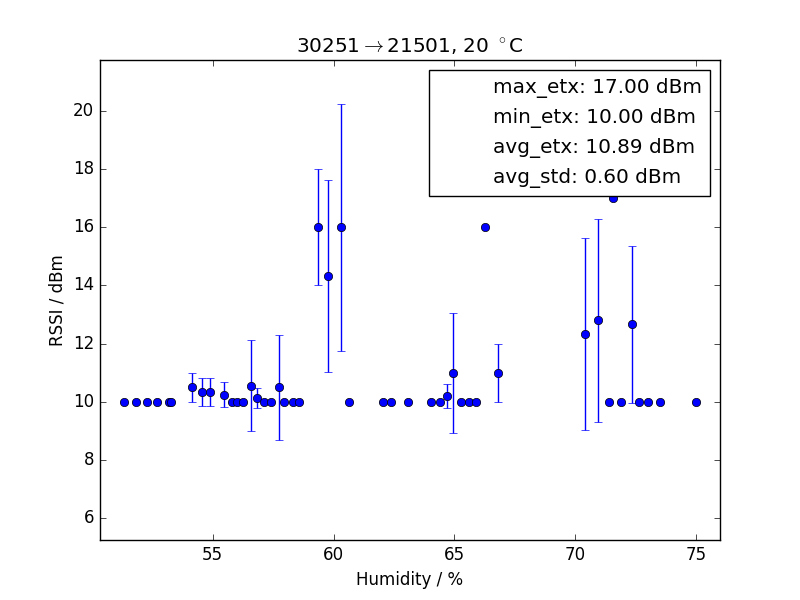 30251→21501, 20 °C
max_etx: 17.00 dBm
min_etx: 10.00 dBm
avg_etx: 10.89 dBm
avg_std: 0.60 dBm
RSSI / dBm
20
18
16
14
12
10
8
6
55 60 65 70 75
Humidity / %